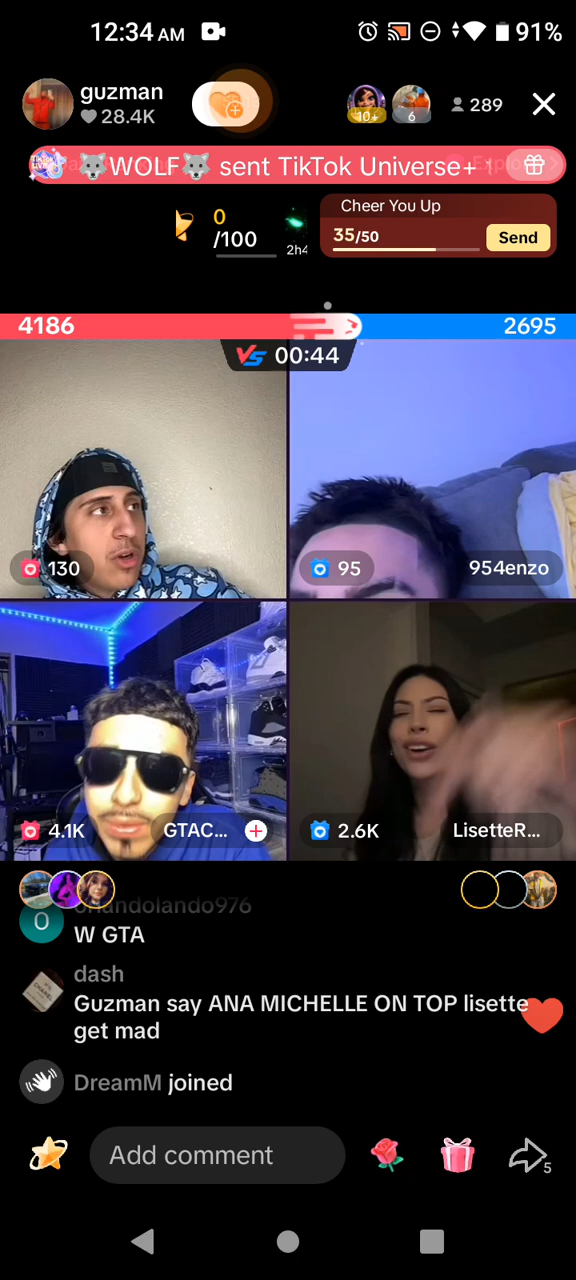 12:34 AM 91%
guzman
28.4K
10+ 6 289
🐺WOLF🐺 sent TikTok Universe+
Cheer You Up
0
/100
35/50
Send
4186 2695
VS 00:44
130
95 954enzo
4.1K GTAC...
2.6K LisetteR...
orlandolando976
O
W GTA
dash
Guzman say ANA MICHELLE ON TOP lisette
get mad
DreamM joined
Add comment
5